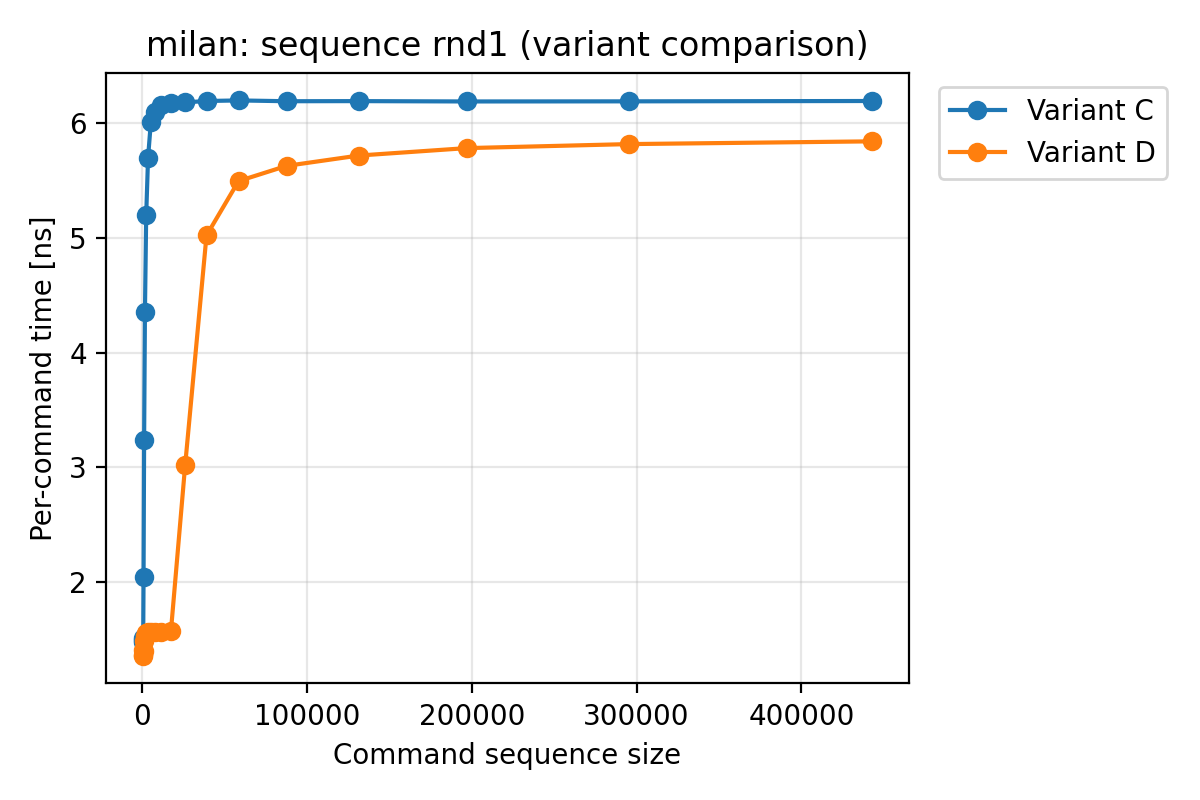 milan: sequence rnd1 (variant comparison)
Variant C
Variant D
Per-command time [ns]
6
5
4
3
2
0
100000
200000
300000
400000
Command sequence size